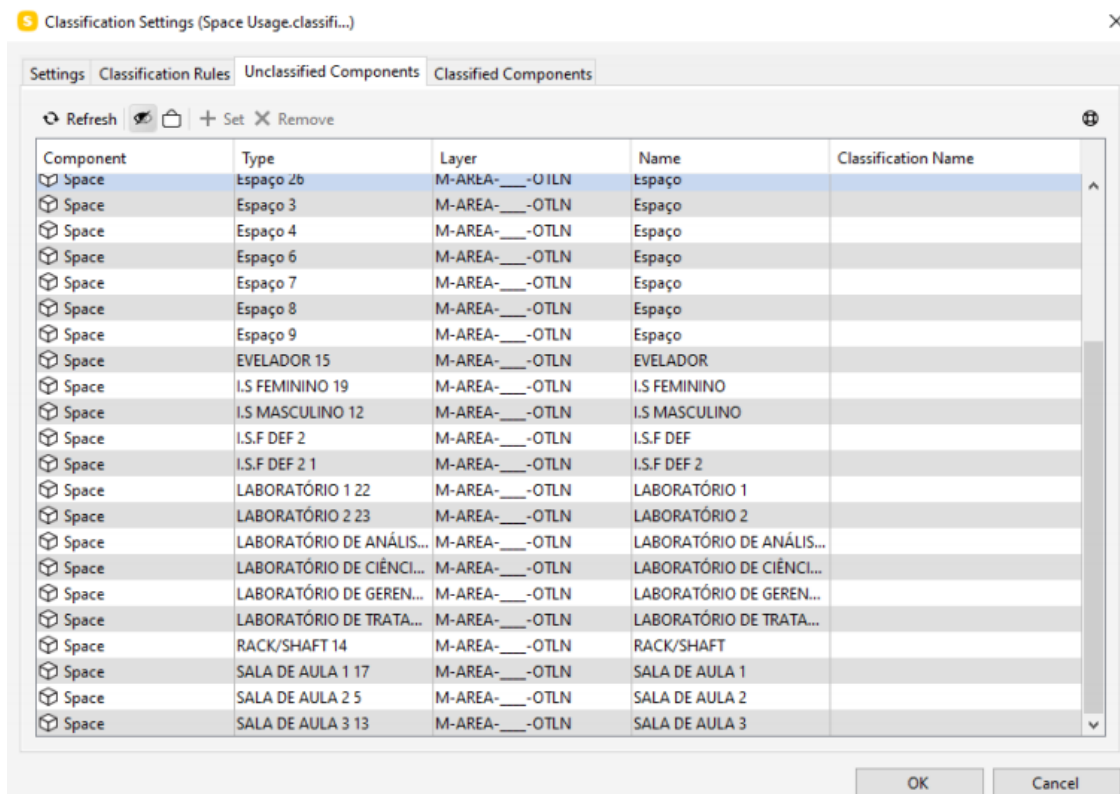 S Classification Settings (Space Usage.classifi...)
Settings Classification Rules Unclassified Components Classified Components
Refresh Set Remove
Component Type Layer Name Classification Name
Space Espaço 26 M-AREA-___-OTLN Espaço
Space Espaço 3 M-AREA-___-OTLN Espaço
Space Espaço 4 M-AREA-___-OTLN Espaço
Space Espaço 6 M-AREA-___-OTLN Espaço
Space Espaço 7 M-AREA-___-OTLN Espaço
Space Espaço 8 M-AREA-___-OTLN Espaço
Space Espaço 9 M-AREA-___-OTLN Espaço
Space EVELADOR 15 M-AREA-___-OTLN EVELADOR
Space I.S FEMININO 19 M-AREA-___-OTLN I.S FEMININO
Space I.S MASCULINO 12 M-AREA-___-OTLN I.S MASCULINO
Space I.S.F DEF 2 M-AREA-___-OTLN I.S.F DEF
Space I.S.F DEF 2 1 M-AREA-___-OTLN I.S.F DEF 2
Space LABORATÓRIO 1 22 M-AREA-___-OTLN LABORATÓRIO 1
Space LABORATÓRIO 2 23 M-AREA-___-OTLN LABORATÓRIO 2
Space LABORATÓRIO DE ANÁLIS... M-AREA-___-OTLN LABORATÓRIO DE ANÁLIS...
Space LABORATÓRIO DE CIÊNCI... M-AREA-___-OTLN LABORATÓRIO DE CIÊNCI...
Space LABORATÓRIO DE GEREN... M-AREA-___-OTLN LABORATÓRIO DE GEREN...
Space LABORATÓRIO DE TRATA... M-AREA-___-OTLN LABORATÓRIO DE TRATA...
Space RACK/SHAFT 14 M-AREA-___-OTLN RACK/SHAFT
Space SALA DE AULA 1 17 M-AREA-___-OTLN SALA DE AULA 1
Space SALA DE AULA 2 5 M-AREA-___-OTLN SALA DE AULA 2
Space SALA DE AULA 3 13 M-AREA-___-OTLN SALA DE AULA 3
OK Cancel